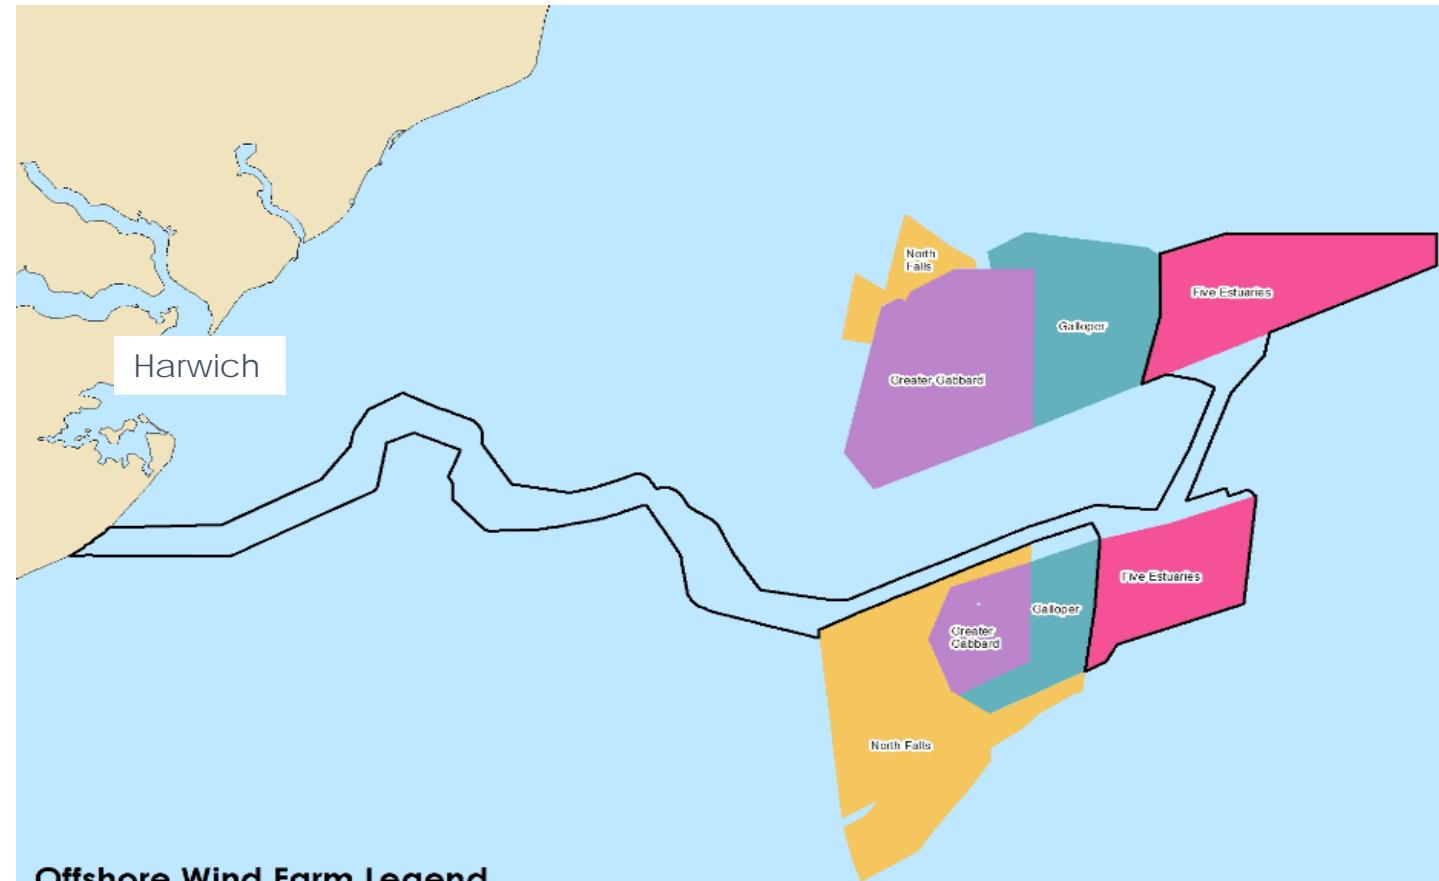 North
Falls
Five Estuaries
Galloper
Harwich
Greater Gabbard
Five Estuaries
Galloper
Greater
Gabbard
North Falls
Offshore Wind Farm Legend